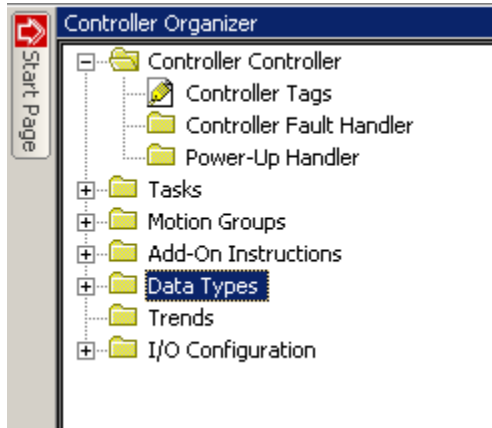 Controller Organizer
Start Page
Controller Controller
Controller Tags
Controller Fault Handler
Power-Up Handler
Tasks
Motion Groups
Add-On Instructions
Data Types
Trends
I/O Configuration